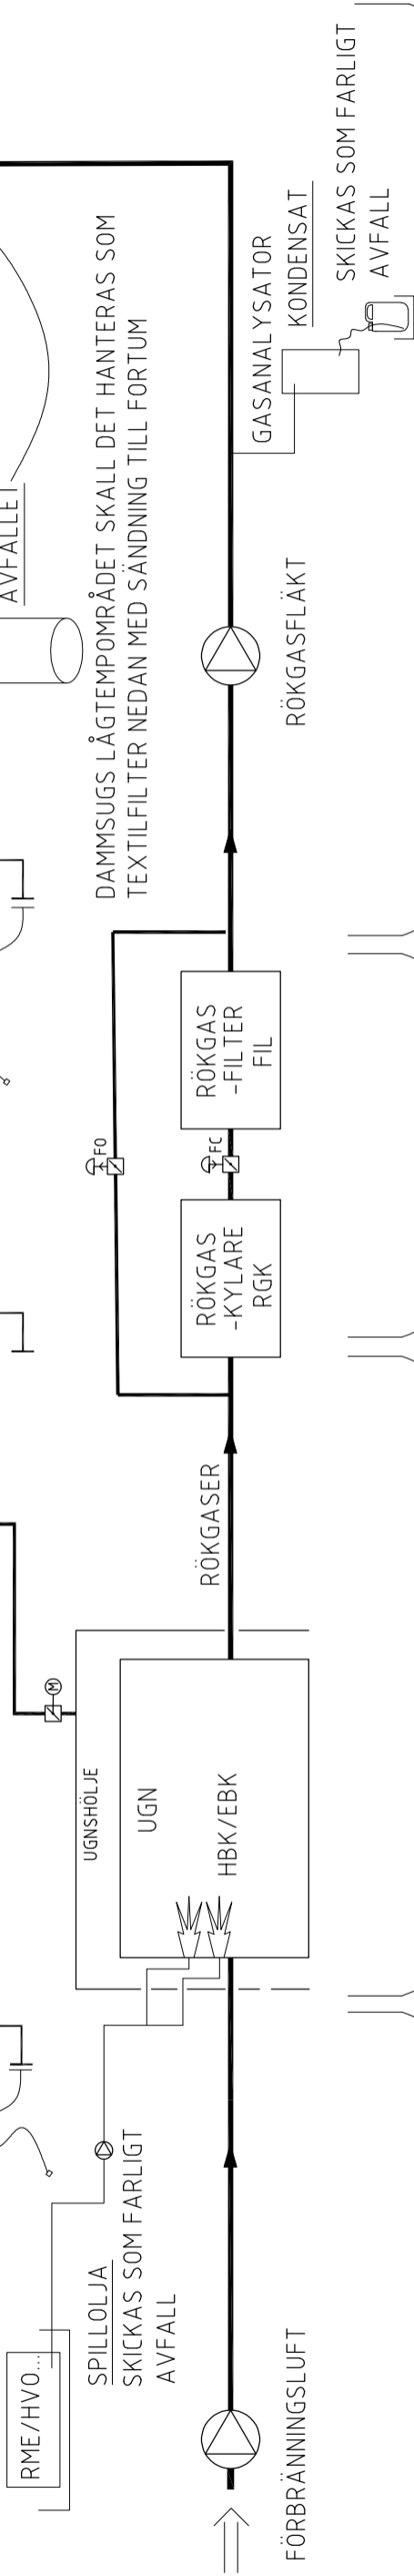 AVFALLET
DAMMSUGS LÅGTEMPOMRÅDET SKALL DET HANTERAS SOM
TEXTILFILTER NEDAN MED SÄNDNING TILL FORTUM
GASANALYSATOR
KONDENSAT
SKICKAS SOM FARLIGT
AVFALL
RÖKGASFLÄKT
RÖKGAS
-FILTER
FIL
FO
FC
RÖKGAS
-KYLARE
RGK
RÖKGASER
M
UGNSHÖLJE
UGN
HBK/EBK
RME/HVO...
SPILLOLJA
SKICKAS SOM FARLIGT
AVFALL
FÖRBRÄNNINGSLUFT